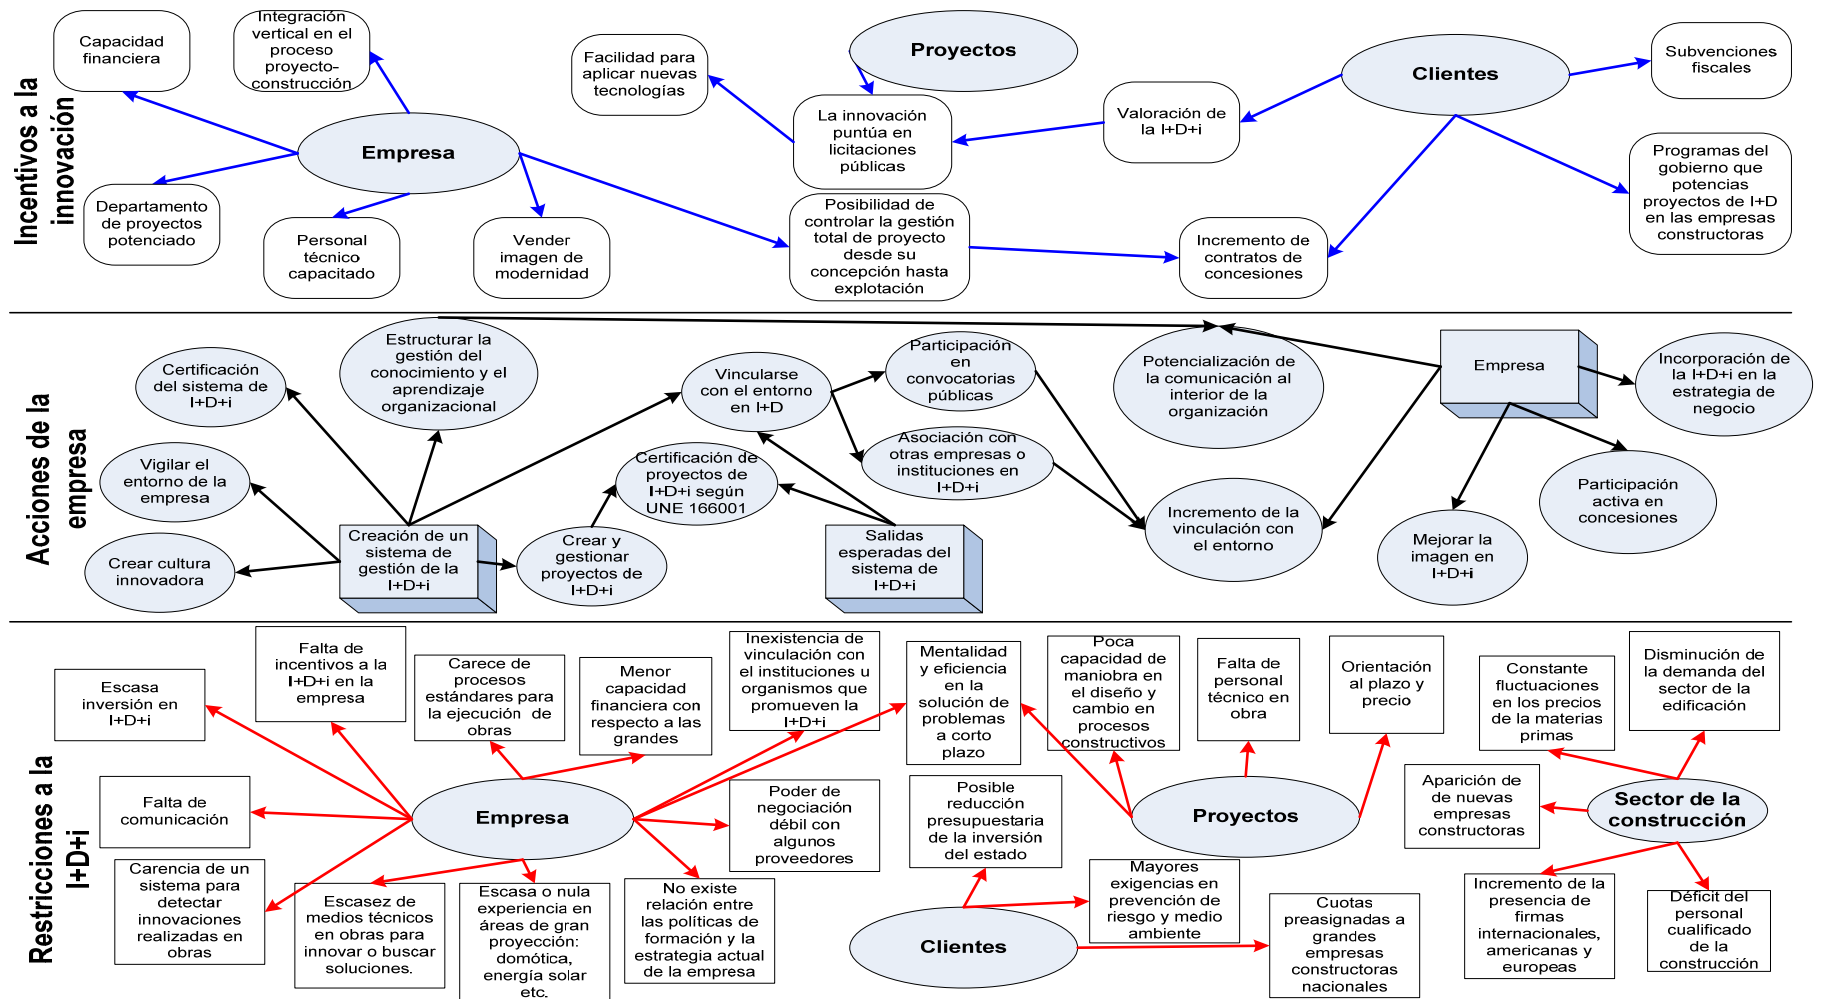 Incentivos a la
innovación
Capacidad
financiera
Integración
vertical en el
proceso
proyecto-
construcción
Facilidad para
aplicar nuevas
tecnologías
Proyectos
Clientes
Subvenciones
fiscales
La innovación
puntúa en
licitaciones
públicas
Valoración de
la I+D+i
Empresa
Programas del
gobierno que
potencias
proyectos de I+D
en las empresas
constructoras
Departamento
de proyectos
potenciado
Personal
técnico
capacitado
Vender
imagen de
modernidad
Posibilidad de
controlar la gestión
total de proyecto
desde su
concepción hasta
explotación
Incremento de
contratos de
concesiones
Acciones de la
empresa
Certificación
del sistema de
I+D+i
Estructurar la
gestión del
conocimiento y el
aprendizaje
organizacional
Vincularse
con el entorno
en I+D
Participación
en
convocatorias
públicas
Potencialización de
la comunicación al
interior de la
organización
Empresa
Incorporación de
la I+D+i en la
estrategia de
negocio
Vigilar el
entorno de la
empresa
Certificación de
proyectos de
I+D+i según
UNE 166001
Asociación con
otras empresas o
instituciones en
I+D+i
Participación
activa en
concesiones
Crear cultura
innovadora
Creación de un
sistema de
gestión de la
I+D+i
Crear y
gestionar
proyectos de
I+D+i
Salidas
esperadas del
sistema de
I+D+i
Incremento de la
vinculación con
el entorno
Mejorar la
imagen en
I+D+i
Restricciones a la
I+D+i
Escasa
inversión en
I+D+i
Falta de
incentivos a la
I+D+i en la
empresa
Carece de
procesos
estándares para
la ejecución de
obras
Menor
capacidad
financiera con
respecto a las
grandes
Inexistencia de
vinculación con
el instituciones u
organismos que
promueven la
I+D+i
Mentalidad
y eficiencia
en la
solución de
problemas
a corto
plazo
Poca
capacidad de
maniobra en
el diseño y
cambio en
procesos
constructivos
Falta de
personal
técnico en
obra
Orientación
al plazo y
precio
Constante
fluctuaciones
en los precios
de la materias
primas
Disminución de
la demanda del
sector de la
edificación
Falta de
comunicación
Empresa
Poder de
negociación
débil con
algunos
proveedores
Posible
reducción
presupuestaria
de la inversión
del estado
Proyectos
Aparición de
de nuevas
empresas
constructoras
Sector de la
construcción
Carencia de un
sistema para
detectar
innovaciones
realizadas en
obras
Escasez de
medios técnicos
en obras para
innovar o buscar
soluciones.
Escasa o nula
experiencia en
áreas de gran
proyección:
domótica,
energía solar
etc.
No existe
relación entre
las políticas de
formación y la
estrategia actual
de la empresa
Clientes
Mayores
exigencias en
prevención de
riesgo y medio
ambiente
Cuotas
preasignadas a
grandes
empresas
constructoras
nacionales
Incremento de la
presencia de
firmas
internacionales,
americanas y
europeas
Déficit del
personal
cualificado de
la
construcción